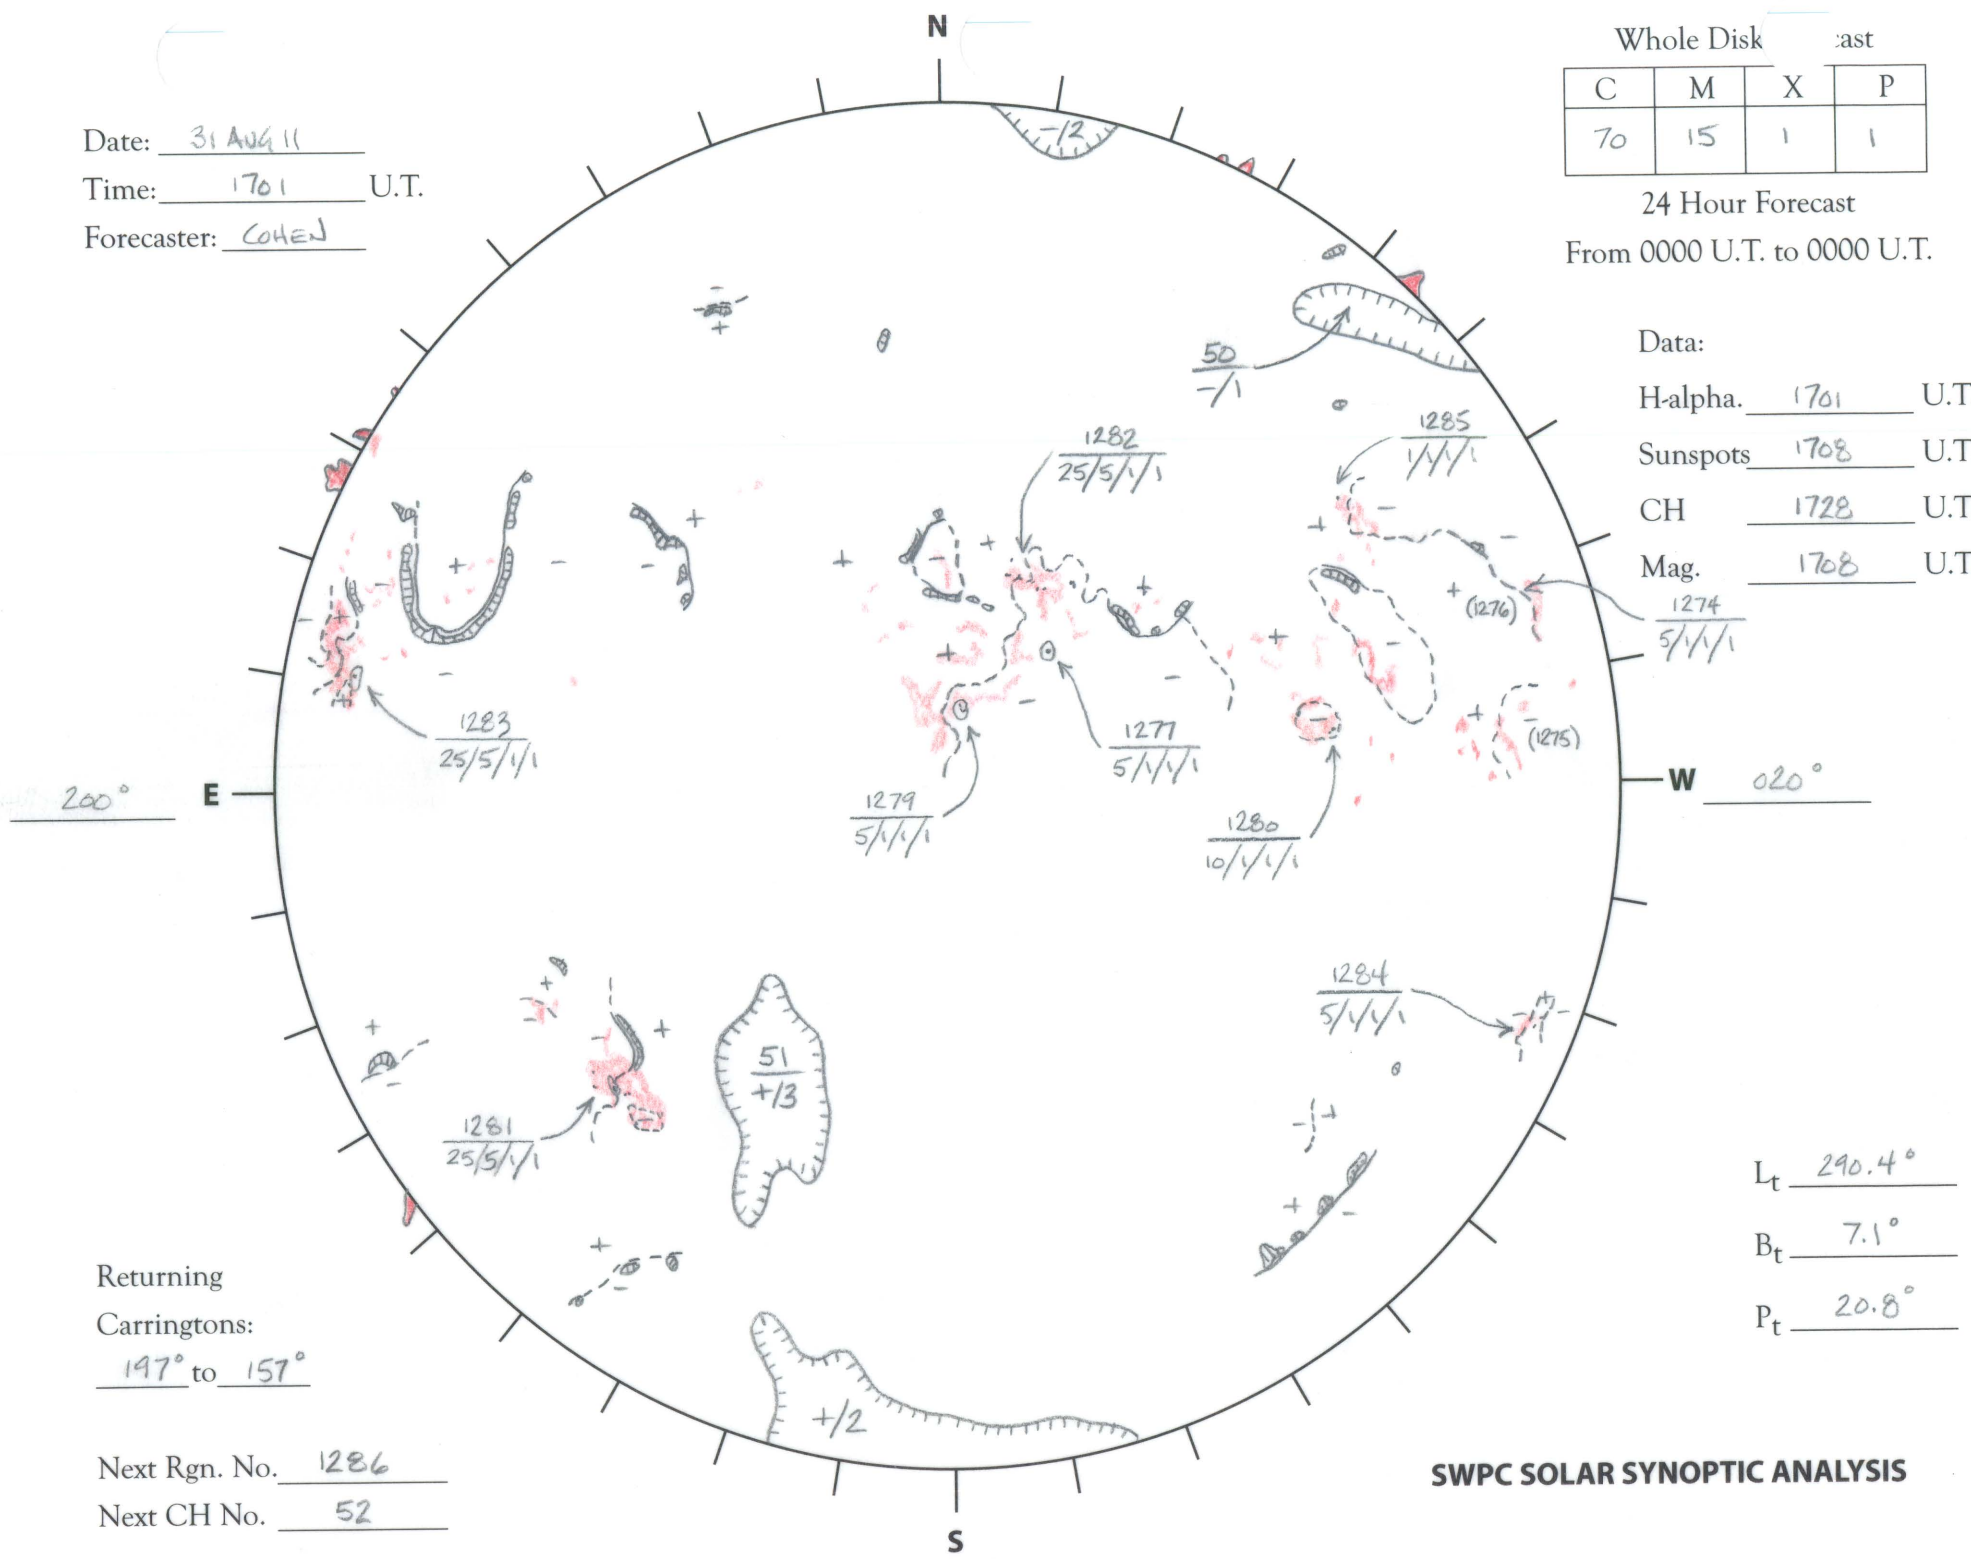 N
Whole Disk
C M X P
70 15 1 1
24 Hour Forecast
From 0000 U.T. to 0000 U.T.
Date: 31 AUG 11
Time: 1701 U.T.
Forecaster: COHEN
Data:
H-alpha. 1701 U.T
Sunspots 1708 U.T
CH 1728 U.T
Mag. 1708 U.T
-/2
50
-/1
1285
1/1/1/1
1282
25/5/1/1
(1276)
1274
5/1/1/1
1283
25/5/1/1
1277
5/1/1/1
(1275)
200° E
W 020°
1279
5/1/1/1
1280
10/1/1/1
1284
5/1/1/1
51
+/3
1281
25/5/1/1
Lt 290.4°
Bt 7.1°
Pt 20.8°
Returning
Carringtons:
197° to 157°
+/2
Next Rgn. No. 1286
Next CH No. 52
SWPC SOLAR SYNOPTIC ANALYSIS
S